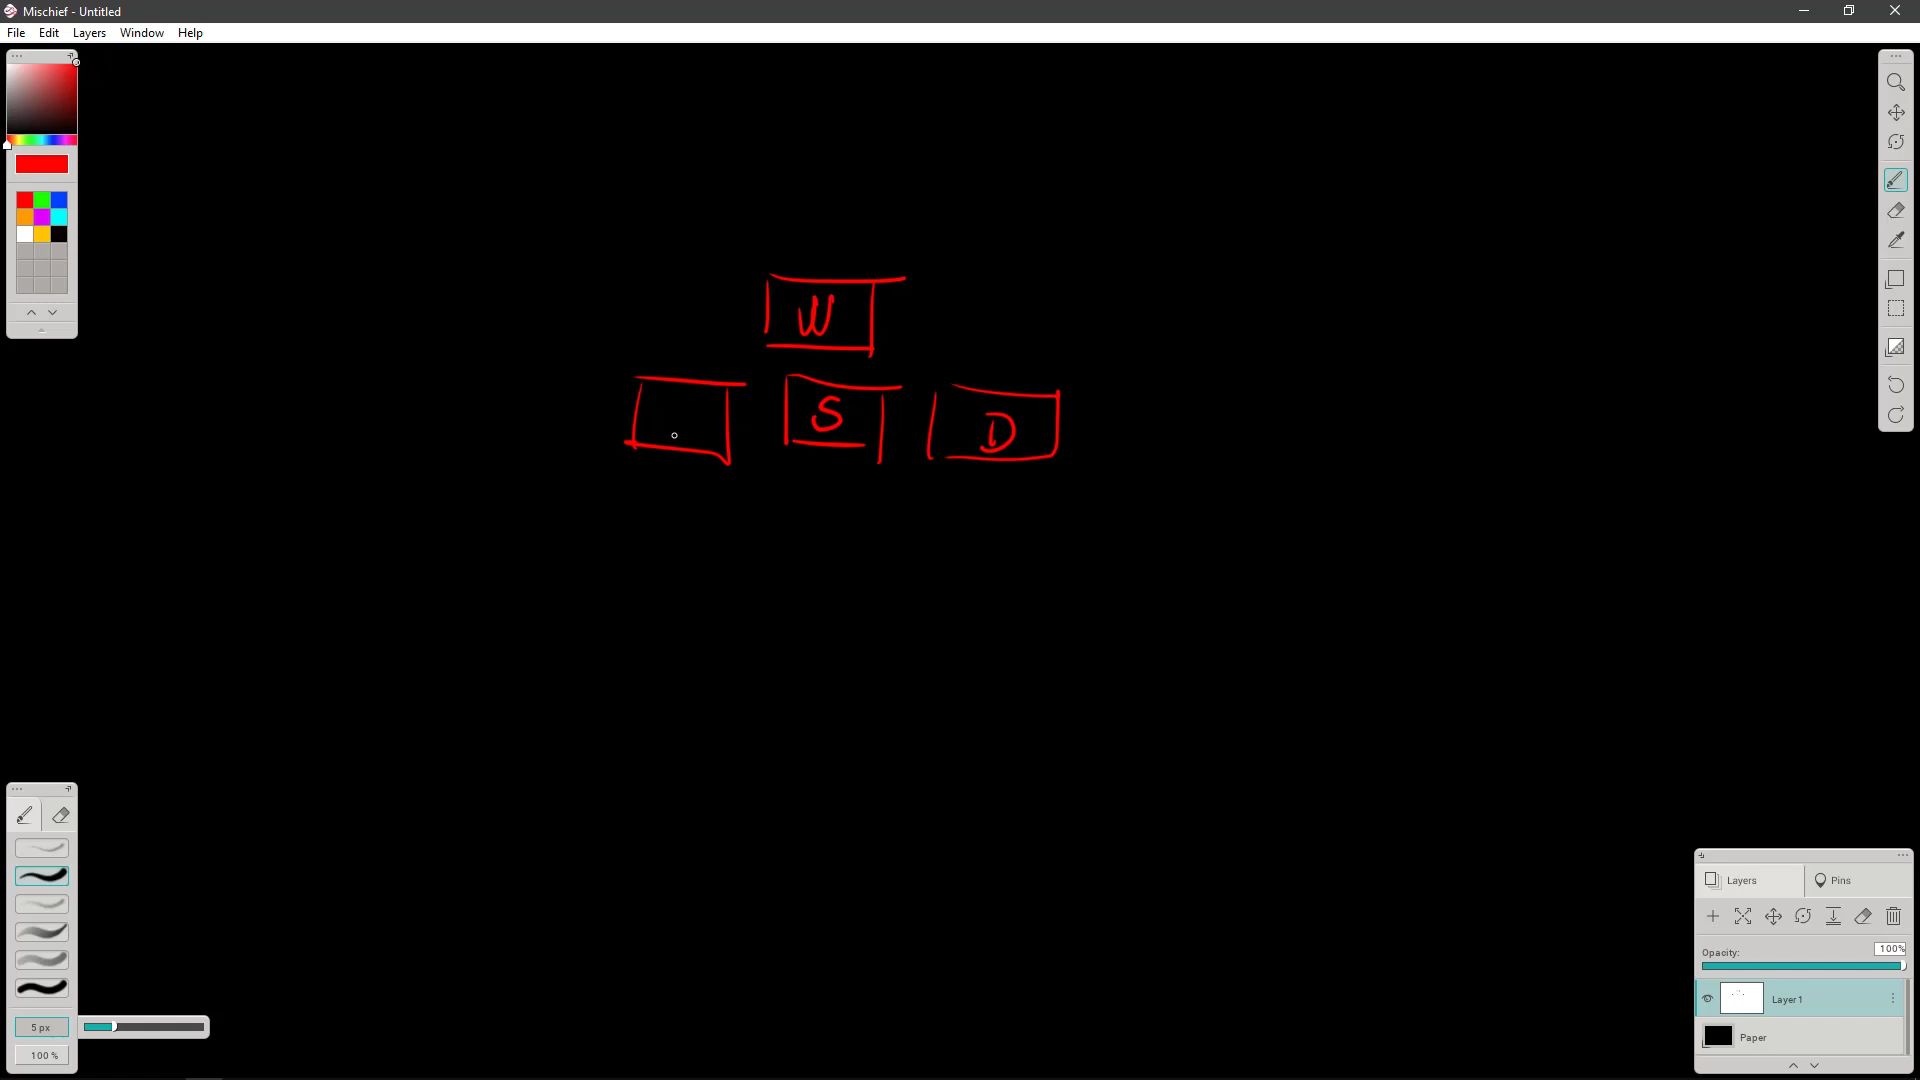 Mischief - Untitled
File Edit Layers Window Help
W
S D
5 px
100 %
Layers Pins
Opacity: 100%
Layer 1
Paper